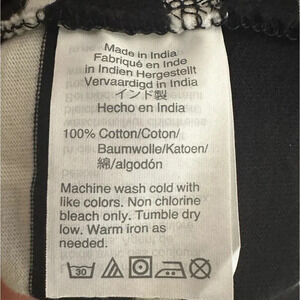 Made in India
Fabriqué en Inde
in Indien Hergestellt
Vervaardigd in India
インド製
Hecho en India
100% Cotton/Coton/
Baumwolle/Katoen/
綿/algodón
Machine wash cold with
like colors. Non chlorine
bleach only. Tumble dry
low. Warm iron as
needed.
30